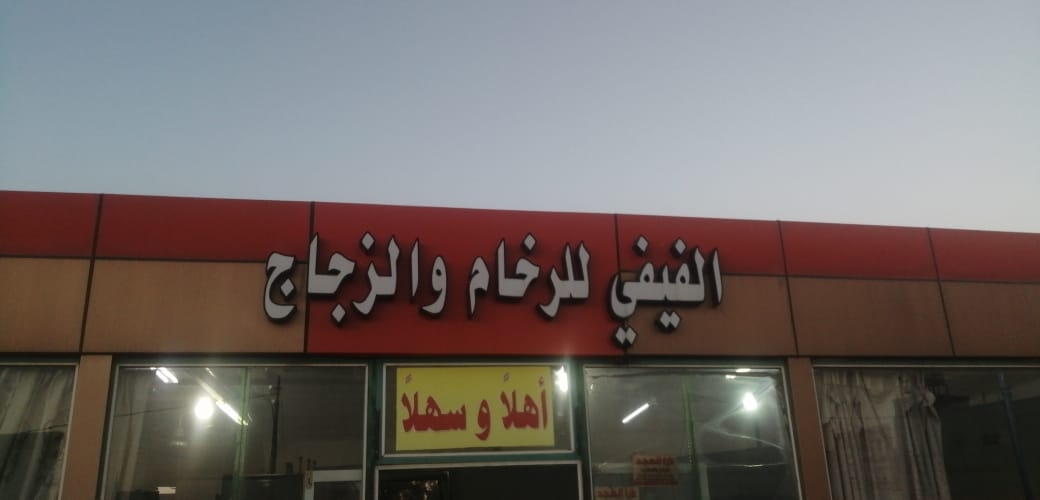 الفيفي للرخام والزجاج
أهلاً و سهلاً